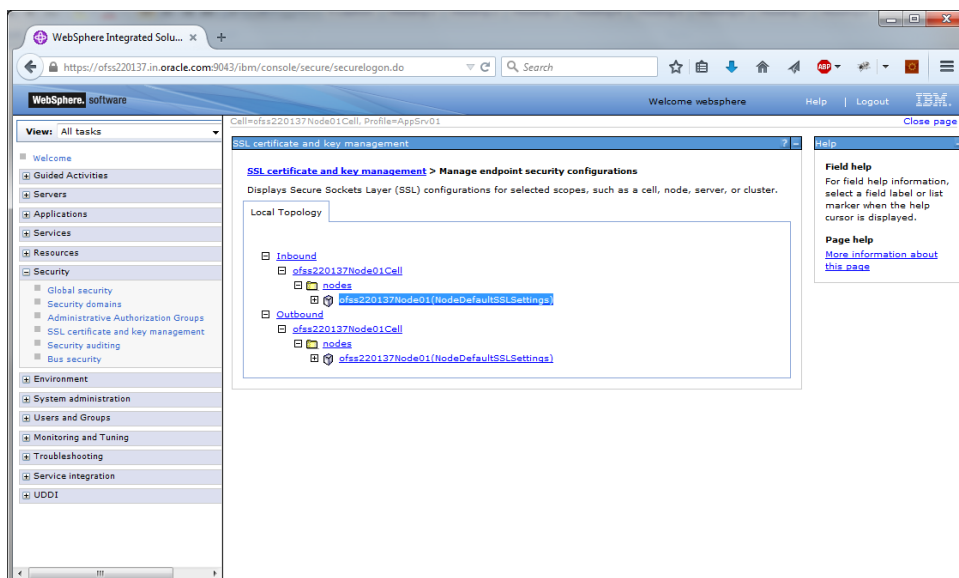 WebSphere Integrated Solu...
https://ofss220137.in.oracle.com:9043/ibm/console/secure/securelogon.do
Search
ABP
WebSphere. software
Welcome websphere
Help | Logout
IBM.
View: All tasks
Cell=ofss220137Node01Cell, Profile=AppSrv01
Close page
Welcome
Guided Activities
Servers
Applications
Services
Resources
Security
Global security
Security domains
Administrative Authorization Groups
SSL certificate and key management
Security auditing
Bus security
Environment
System administration
Users and Groups
Monitoring and Tuning
Troubleshooting
Service integration
UDDI
SSL certificate and key management
? -
SSL certificate and key management > Manage endpoint security configurations
Displays Secure Sockets Layer (SSL) configurations for selected scopes, such as a cell, node, server, or cluster.
Local Topology
Inbound
ofss220137Node01Cell
nodes
ofss220137Node01(NodeDefaultSSLSettings)
Outbound
ofss220137Node01Cell
nodes
ofss220137Node01(NodeDefaultSSLSettings)
Help
Field help
For field help information,
select a field label or list
marker when the help
cursor is displayed.
Page help
More information about
this page